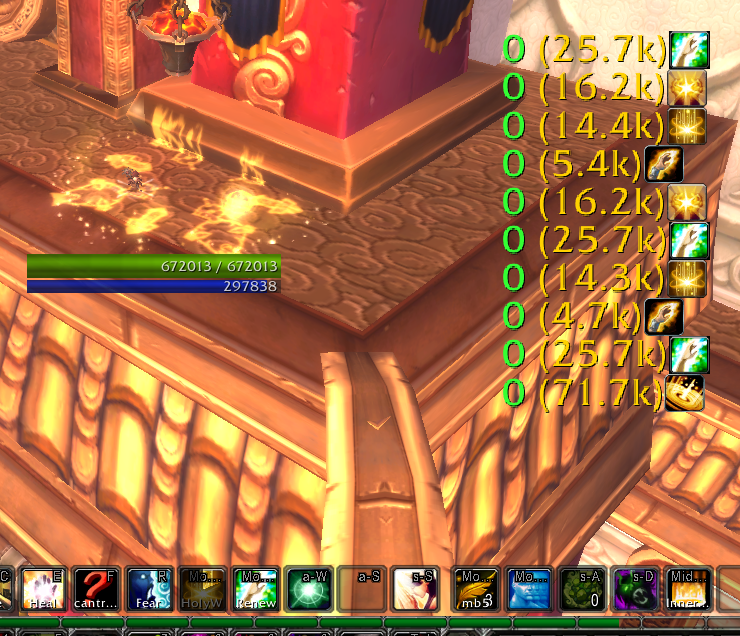 0 (25.7k)
0 (16.2k)
0 (14.4k)
0 (5.4k)
0 (16.2k)
0 (25.7k)
0 (14.3k)
0 (4.7k)
0 (25.7k)
0 (71.7k)
672013 / 672013
297838
C E F R Mo... Mo... a-W a-S s-S Mo... Mo... s-A s-D Mid...
Heal cantr... Fear HolyW Renew mb5 3 0 Inner.